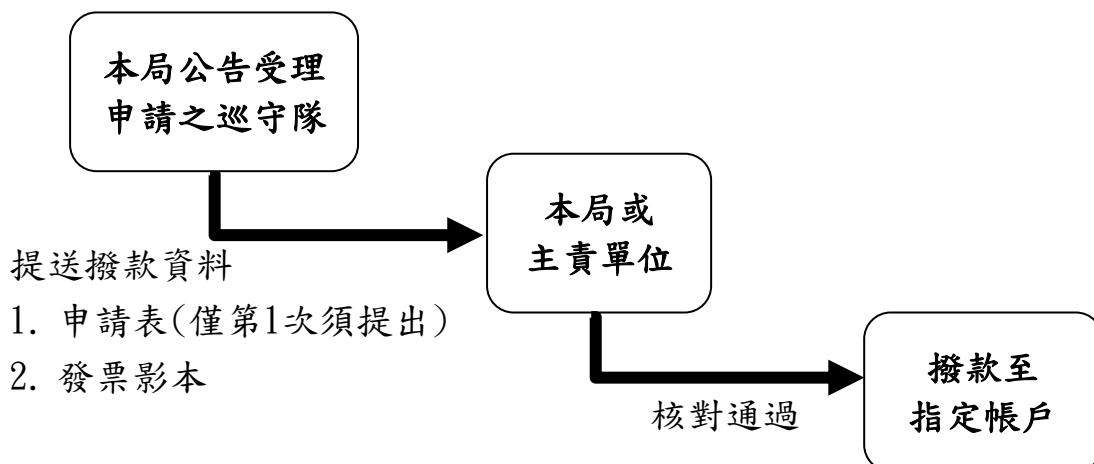 本局公告受理
申請之巡守隊
本局或
主責單位
提送撥款資料
1. 申請表(僅第1次須提出)
2. 發票影本
撥款至
指定帳戶
核對通過